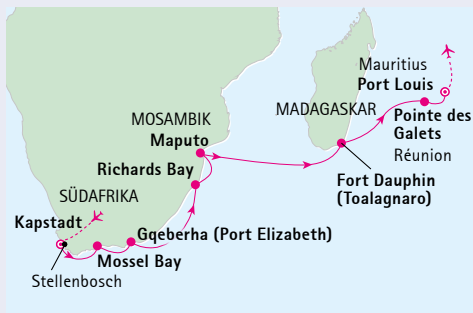 Mauritius
Port Louis
MOSAMBIK
MADAGASKAR
Maputo
Pointe des
Galets
Richards Bay
Réunion
Fort Dauphin
(Toalagnaro)
SÜDAFRIKA
Kapstadt
Gqeberha (Port Elizabeth)
Mossel Bay
Stellenbosch